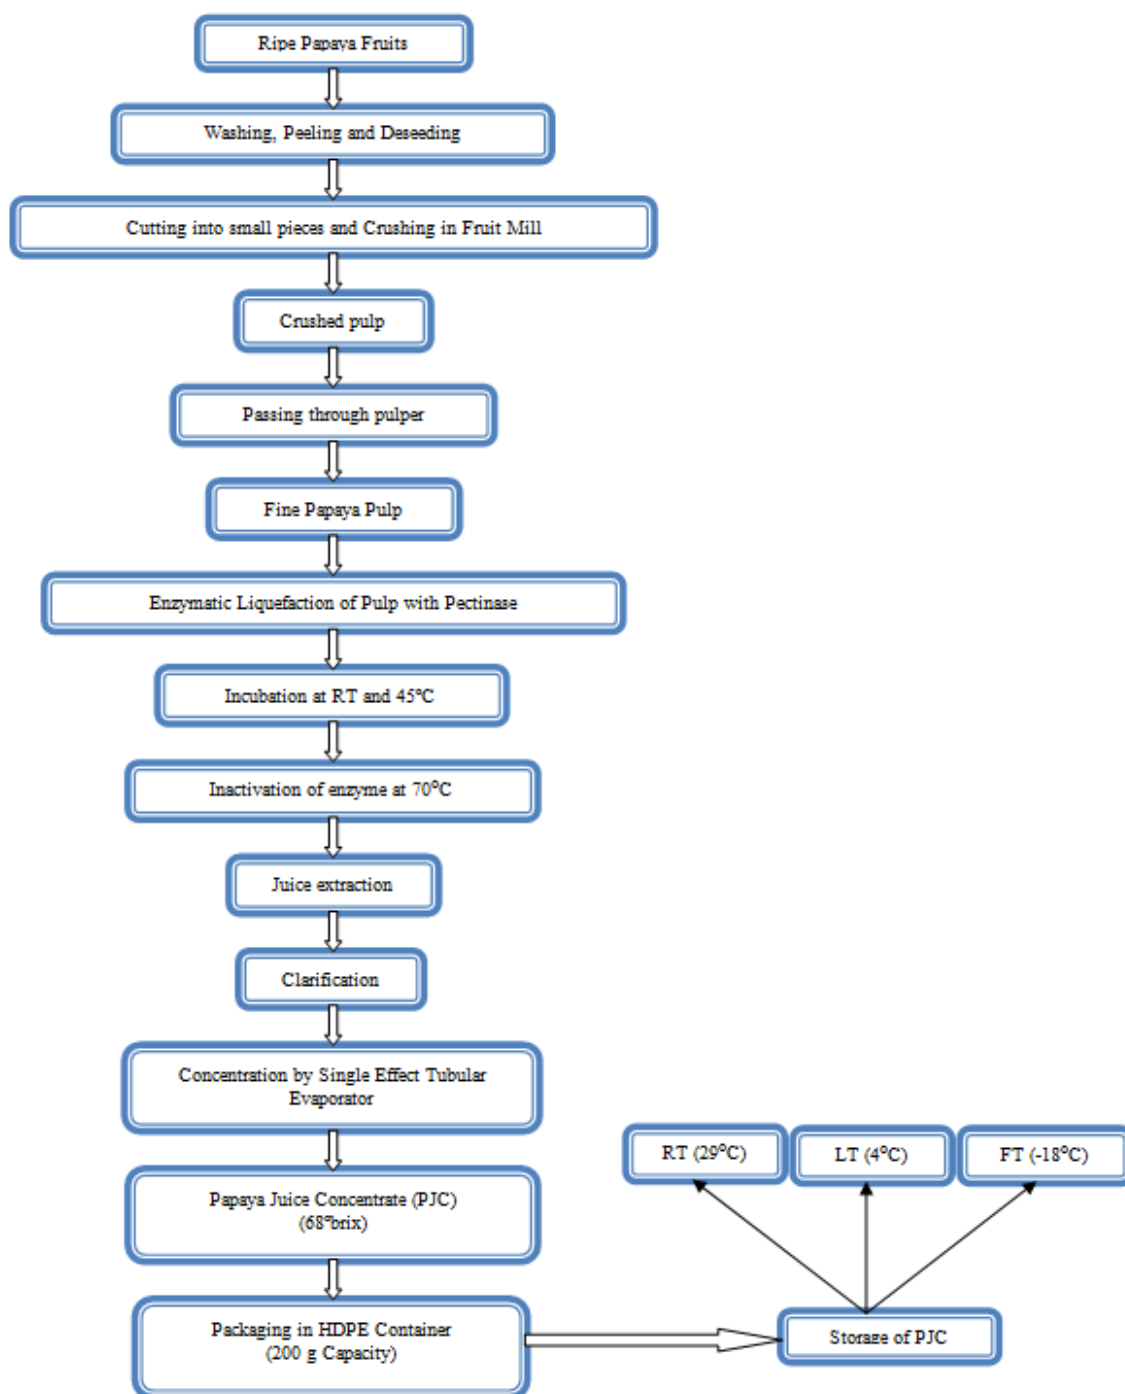 Ripe Papaya Fruits
Washing, Peeling and Deseeding
Cutting into small pieces and Crushing in Fruit Mill
Crushed pulp
Passing through pulper
Fine Papaya Pulp
Enzymatic Liquefaction of Pulp with Pectinase
Incubation at RT and 45°C
Inactivation of enzyme at 70°C
Juice extraction
Clarification
Concentration by Single Effect Tubular
Evaporator
Papaya Juice Concentrate (PJC)
(68°brix)
Packaging in HDPE Container
(200 g Capacity)
Storage of PJC
RT (29°C)
LT (4°C)
FT (-18°C)